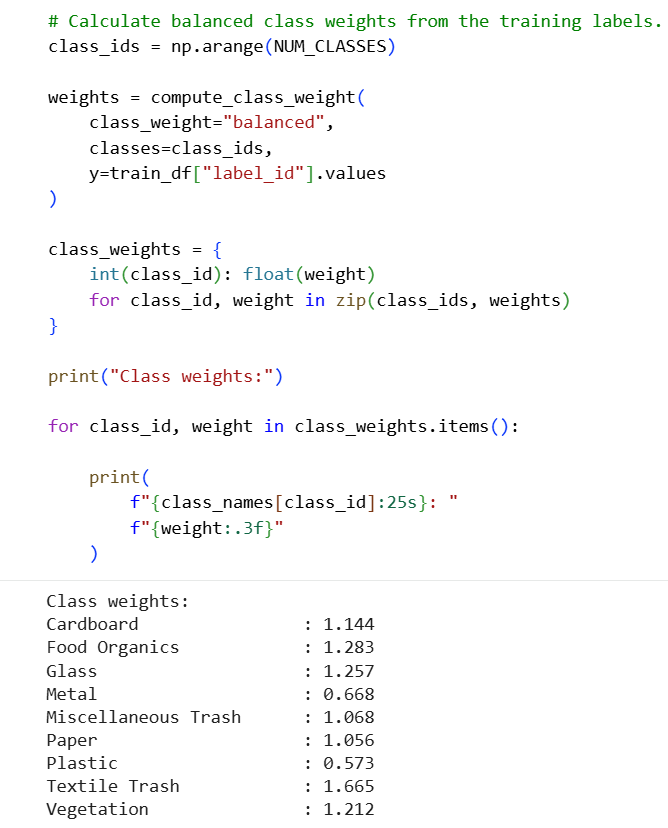 # Calculate balanced class weights from the training labels.
class_ids = np.arange(NUM_CLASSES)

weights = compute_class_weight(
    class_weight="balanced",
    classes=class_ids,
    y=train_df["label_id"].values
)

class_weights = {
    int(class_id): float(weight)
    for class_id, weight in zip(class_ids, weights)
}

print("Class weights:")

for class_id, weight in class_weights.items():

    print(
        f"{class_names[class_id]:25s}: "
        f"{weight:.3f}"
    )

Class weights:
Cardboard                : 1.144
Food Organics            : 1.283
Glass                    : 1.257
Metal                    : 0.668
Miscellaneous Trash      : 1.068
Paper                    : 1.056
Plastic                  : 0.573
Textile Trash            : 1.665
Vegetation               : 1.212